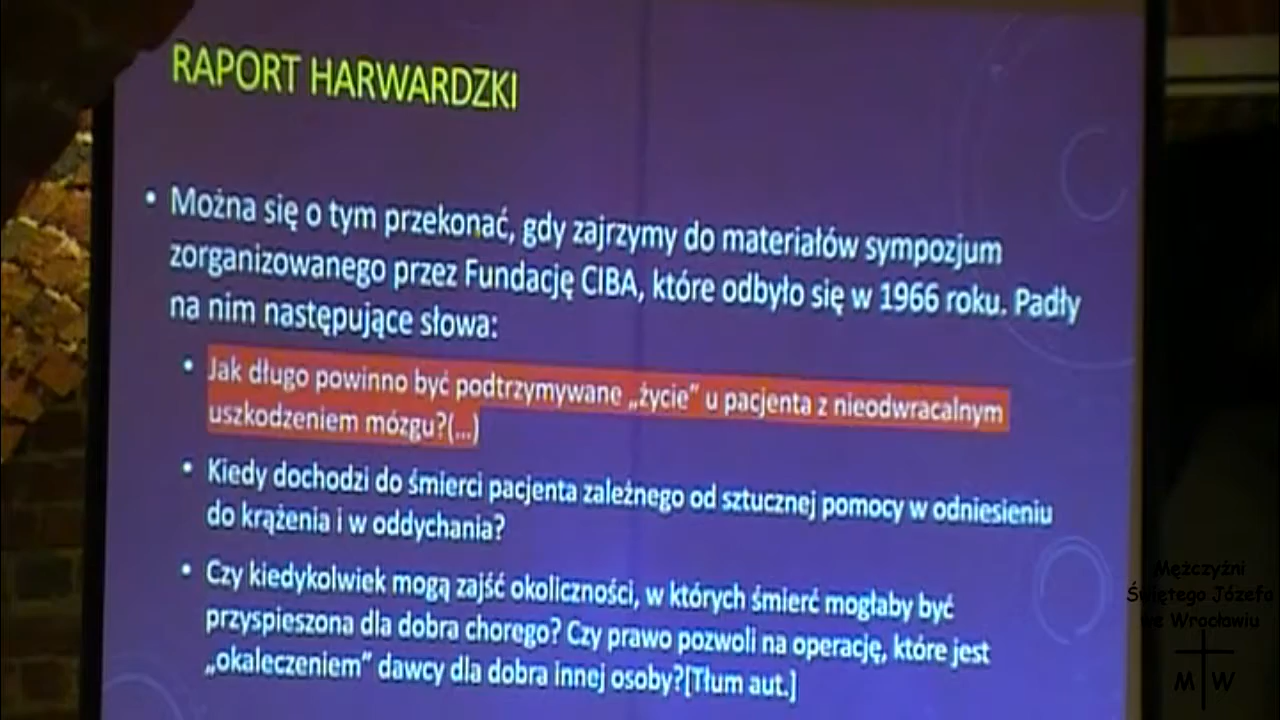 RAPORT HARWARDZKI
• Można się o tym przekonać, gdy zajrzymy do materiałów sympozjum
zorganizowanego przez Fundację CIBA, które odbyło się w 1966 roku. Padły
na nim następujące słowa:
• Jak długo powinno być podtrzymywane „życie” u pacjenta z nieodwracalnym
uszkodzeniem mózgu?(...)
• Kiedy dochodzi do śmierci pacjenta zależnego od sztucznej pomocy w odniesieniu
do krążenia i w oddychania?
• Czy kiedykolwiek mogą zajść okoliczności, w których śmierć mogłaby być
przyspieszona dla dobra chorego? Czy prawo pozwoli na operację, które jest
„okaleczeniem” dawcy dla dobra innej osoby?[Tłum aut.]
Mężczyźni
Świętego Józefa
we Wrocławiu
M W